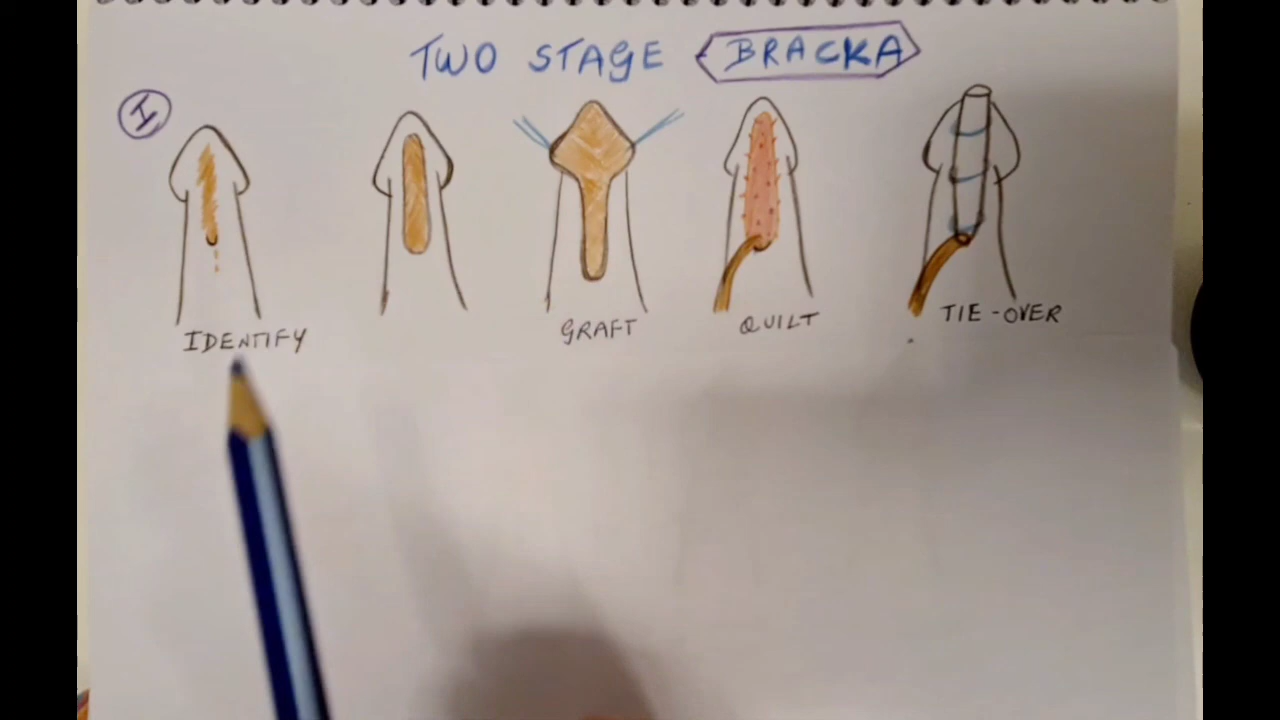 TWO STAGE BRACKA
I
IDENTIFY
GRAFT
QUILT
TIE-OVER